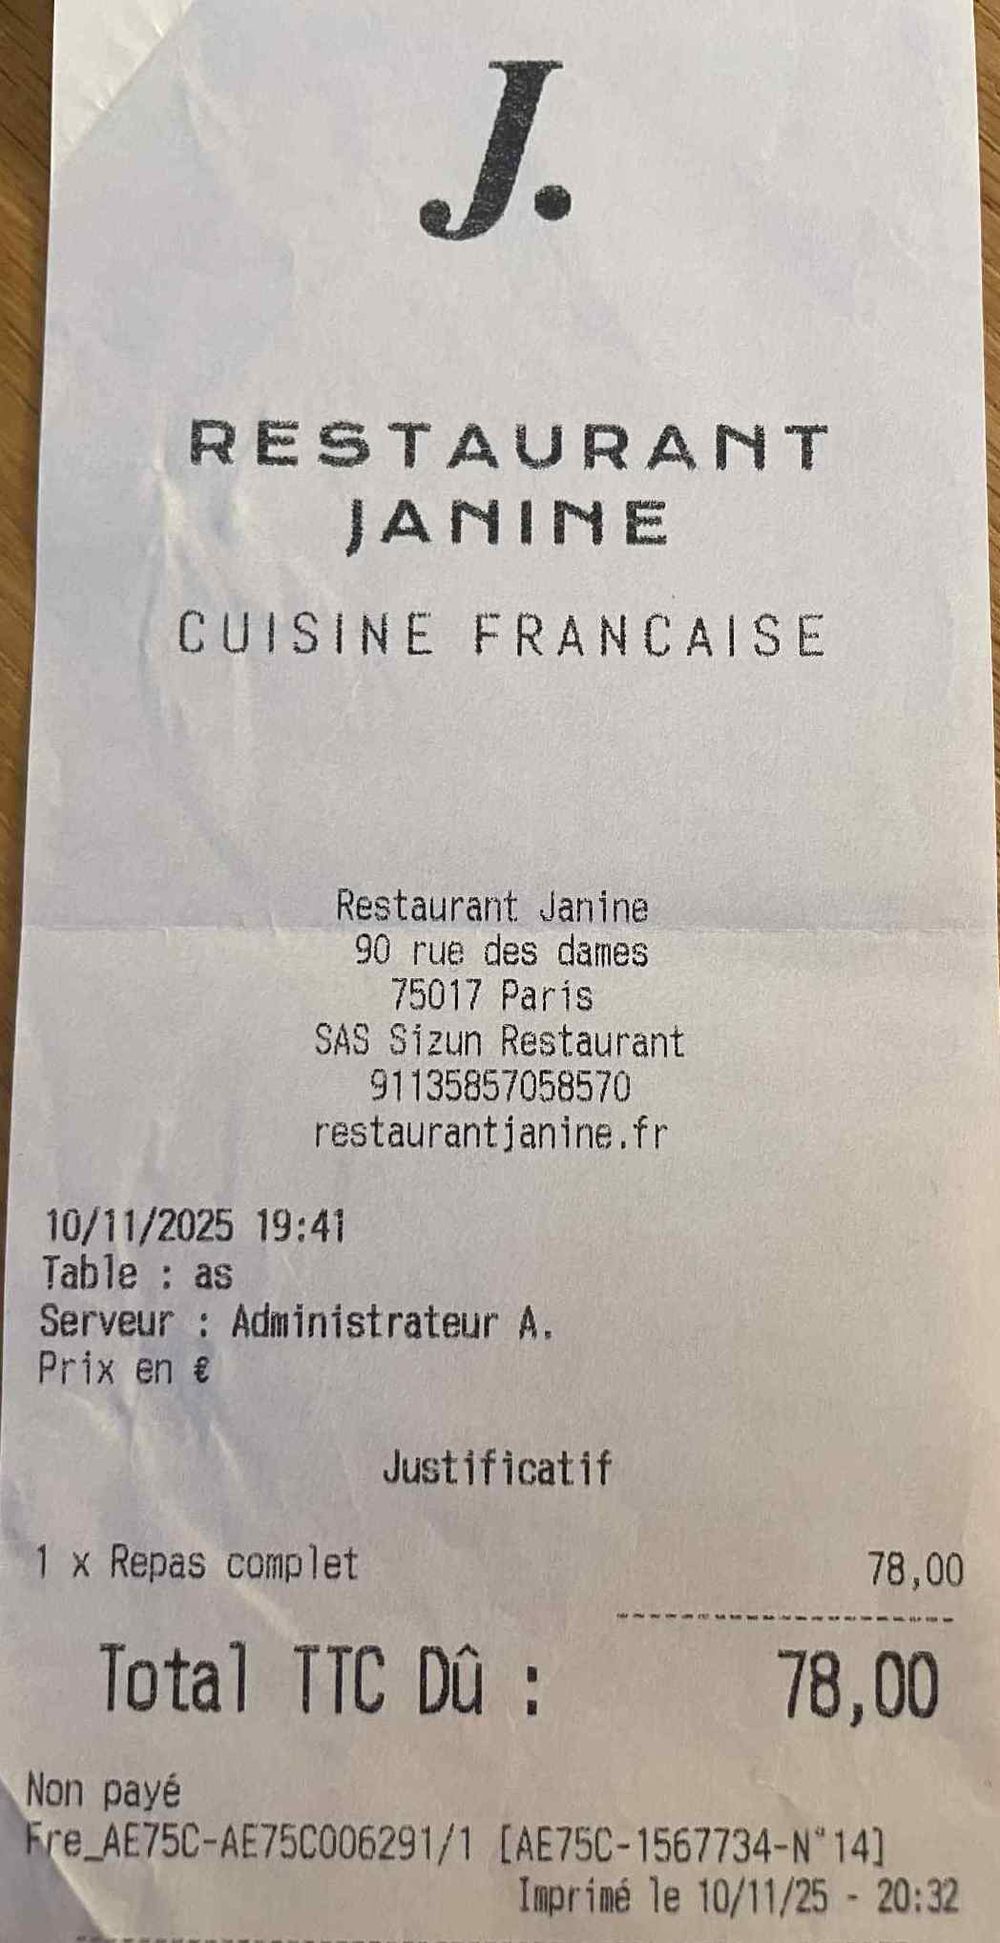 J.
RESTAURANT
JANINE
CUISINE FRANCAISE
Restaurant Janine
90 rue des dames
75017 Paris
SAS Sizun Restaurant
91135857058570
restaurantjanine.fr
10/11/2025 19:41
Table : as
Serveur : Administrateur A.
Prix en €
Justificatif
1 x Repas complet 78,00
Total TTC Dû : 78,00
Non payé
Fre_AE75C-AE75C006291/1 [AE75C-1567734-N°14]
Imprimé le 10/11/25 - 20:32